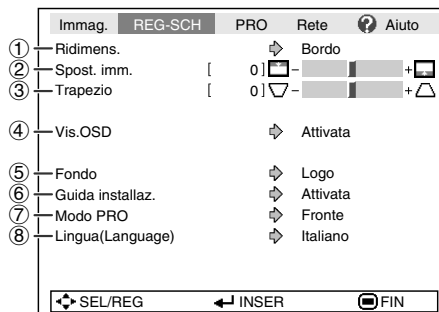 Immag. REG-SCH PRO Rete ? Aiuto
① Ridimens. Bordo
② Spost. imm. [ 0 ] - +
③ Trapezio [ 0 ] - +
④ Vis.OSD Attivata
⑤ Fondo Logo
⑥ Guida installaz. Attivata
⑦ Modo PRO Fronte
⑧ Lingua(Language) Italiano
SEL/REG INSER FIN